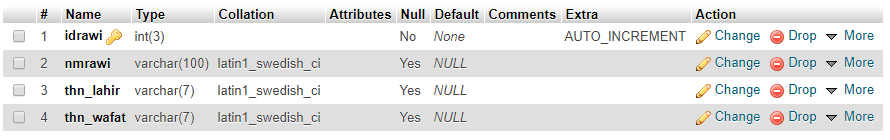 # Name Type Collation Attributes Null Default Comments Extra Action
1 idrawi int(3) No None AUTO_INCREMENT Change Drop More
2 nmrawi varchar(100) latin1_swedish_ci Yes NULL Change Drop More
3 thn_lahir varchar(7) latin1_swedish_ci Yes NULL Change Drop More
4 thn_wafat varchar(7) latin1_swedish_ci Yes NULL Change Drop More